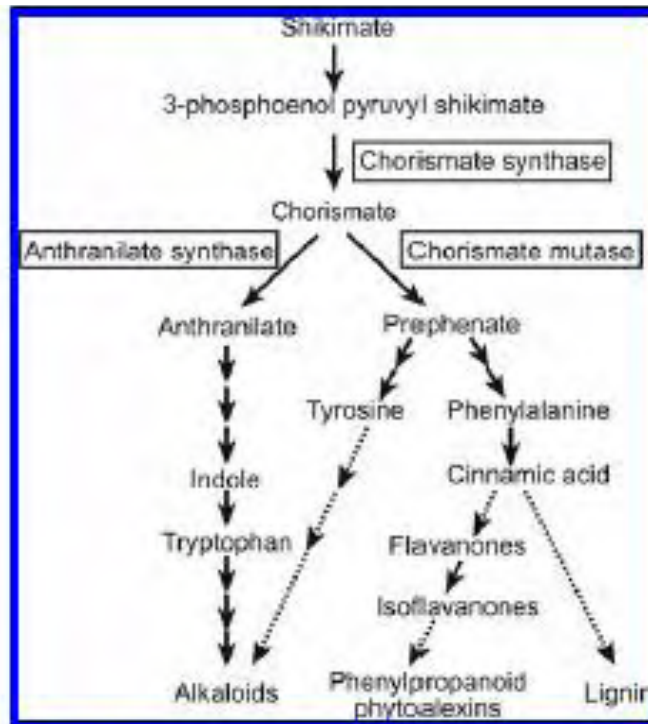 Shikimate
3-phosphoenol pyruvyl shikimate
Chorismate synthase
Chorismate
Anthranilate synthase
Chorismate mutase
Anthranilate
Prephenate
Tyrosine
Phenylalanine
Indole
Cinnamic acid
Tryptophan
Flavanones
Isoflavanones
Alkaloids
Phenylpropanoid
phytoalexins
Lignin